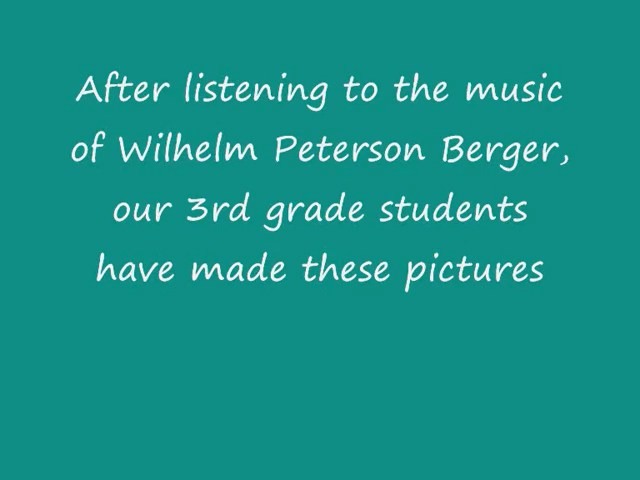 After listening to the music
of Wilhelm Peterson Berger,
our 3rd grade students
have made these pictures